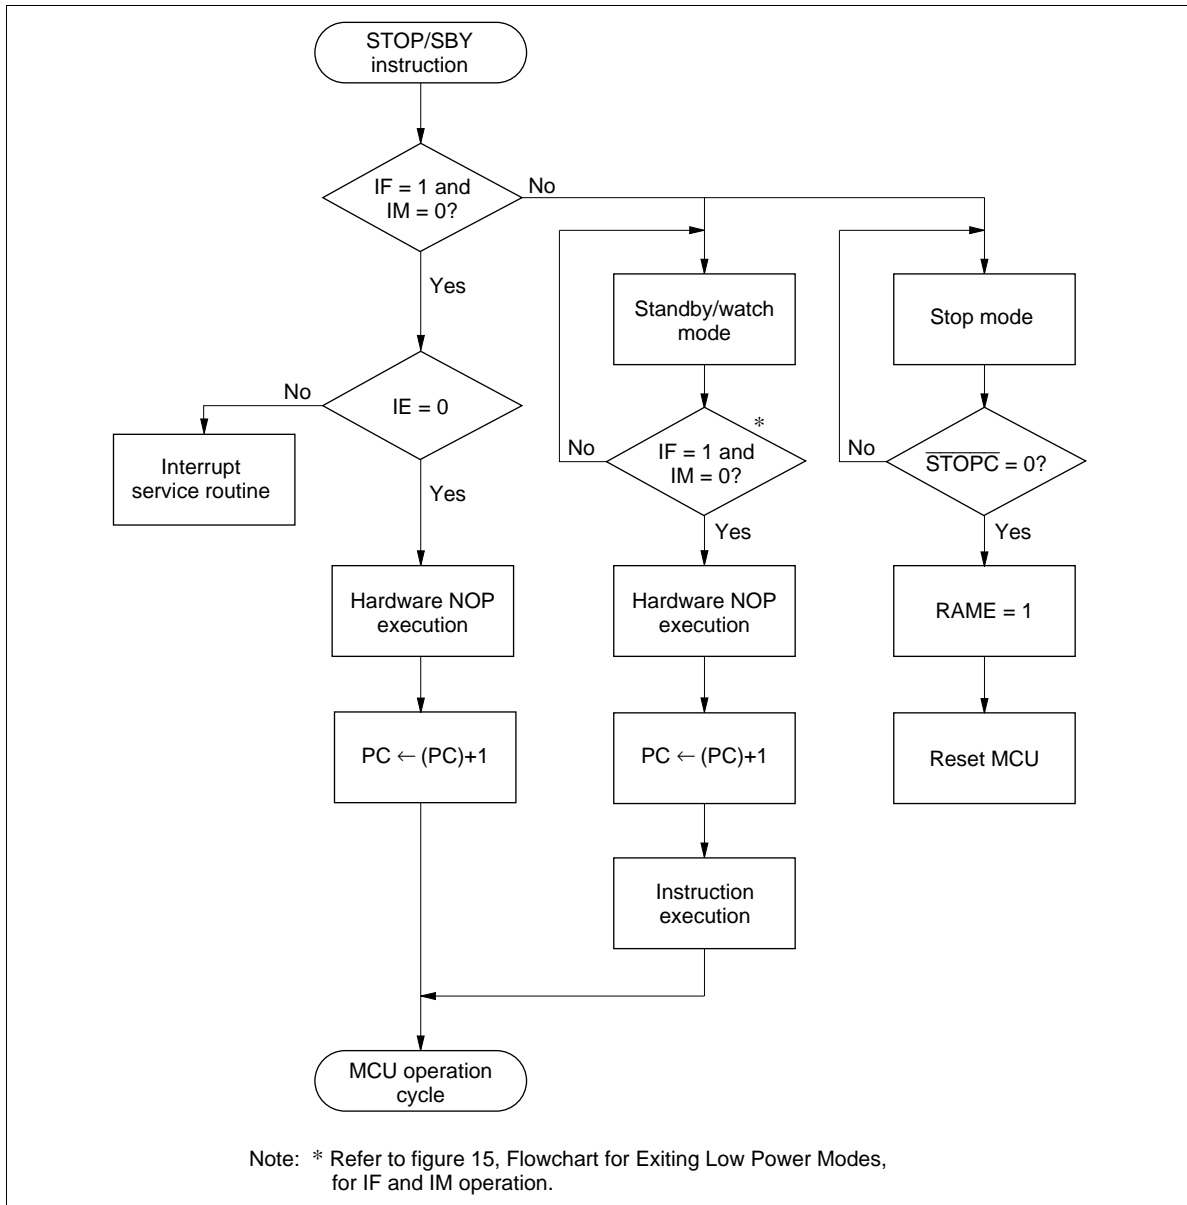 STOP/SBY
instruction
IF = 1 and
IM = 0?
No
Yes
IE = 0
No
Interrupt
service routine
Yes
Hardware NOP
execution
PC ← (PC)+1
Standby/watch
mode
IF = 1 and
IM = 0?
*
No
Yes
Hardware NOP
execution
PC ← (PC)+1
Instruction
execution
Stop mode
S̅T̅O̅P̅C̅ = 0?
No
Yes
RAME = 1
Reset MCU
MCU operation
cycle
Note: * Refer to figure 15, Flowchart for Exiting Low Power Modes,
for IF and IM operation.